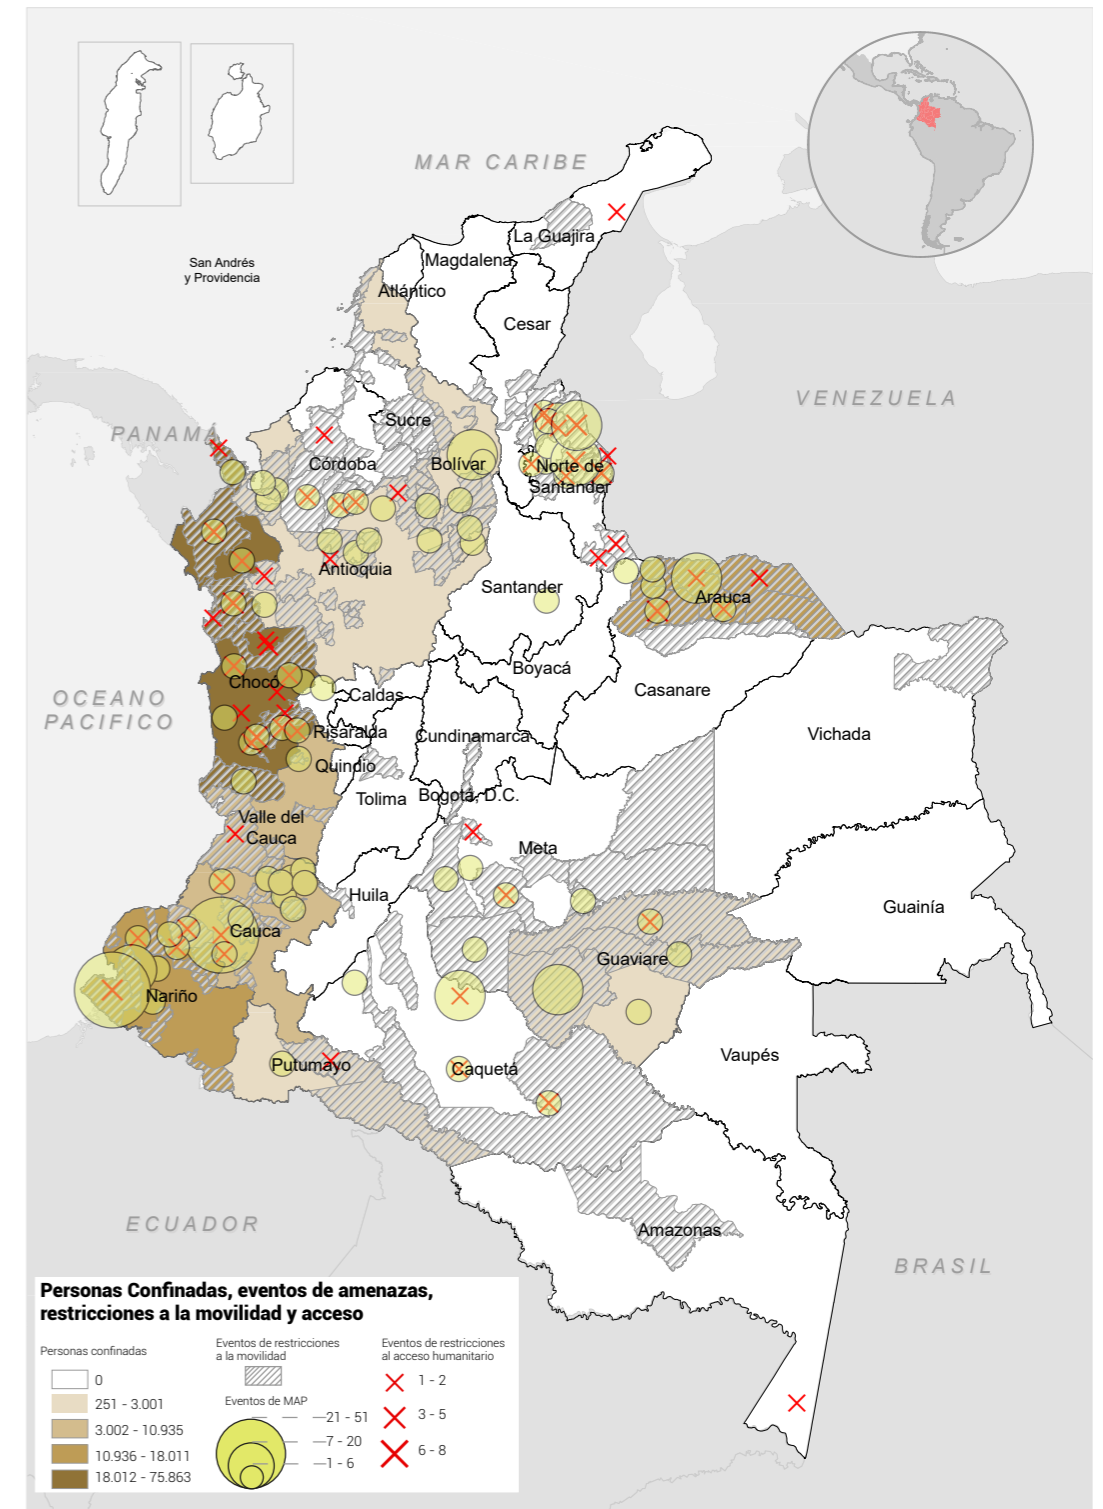 MAR CARIBE
La Guajira
Magdalena
San Andrés
y Providencia
Atlántico
Cesar
VENEZUELA
Sucre
PANAMÁ
Córdoba
Bolívar
Norte de
Santander
Antioquia
Santander
Arauca
Boyacá
Chocó
Caldas
Casanare
OCEANO
PACIFICO
Risaralda
Cundinamarca
Vichada
Quindio
Tolima
Bogotá, D.C.
Valle del
Cauca
Meta
Huila
Guainía
Cauca
Guaviare
Nariño
Vaupés
Putumayo
Caquetá
ECUADOR
Amazonas
BRASIL
Personas Confinadas, eventos de amenazas,
restricciones a la movilidad y acceso
Personas confinadas
0
251 - 3.001
3.002 - 10.935
10.936 - 18.011
18.012 - 75.863
Eventos de restricciones
a la movilidad
Eventos de MAP
21 - 51
7 - 20
1 - 6
Eventos de restricciones
al acceso humanitario
1 - 2
3 - 5
6 - 8